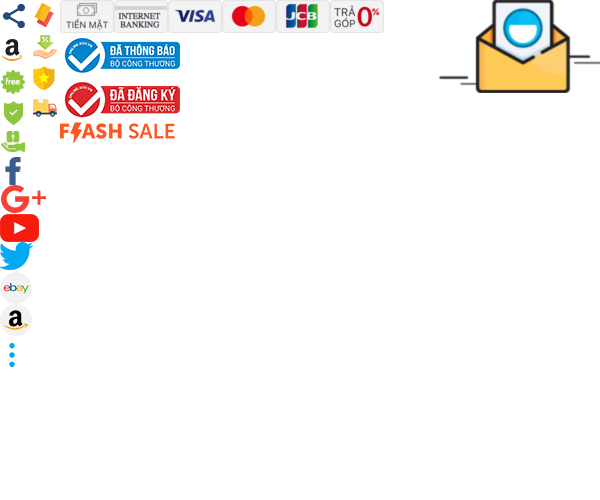 TIỀN MẶT
INTERNET
BANKING
VISA
JCB
TRẢ
GÓP 0%
ĐÃ THÔNG BÁO
BỘ CÔNG THƯƠNG
free
ĐÃ ĐĂNG KÝ
BỘ CÔNG THƯƠNG
FLASH SALE
ebay